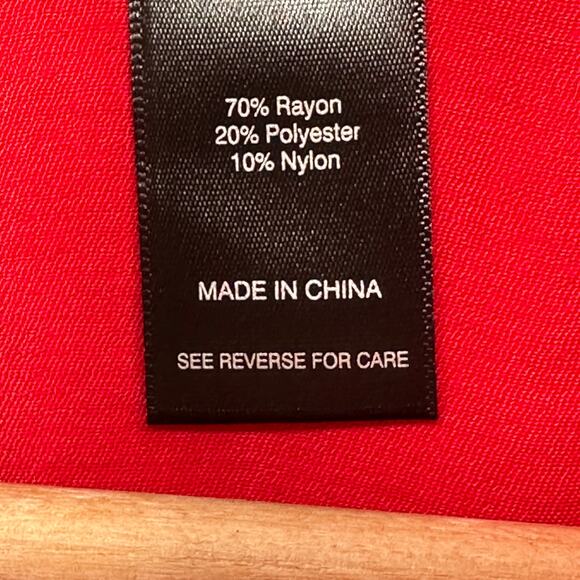 70% Rayon
20% Polyester
10% Nylon
MADE IN CHINA
SEE REVERSE FOR CARE